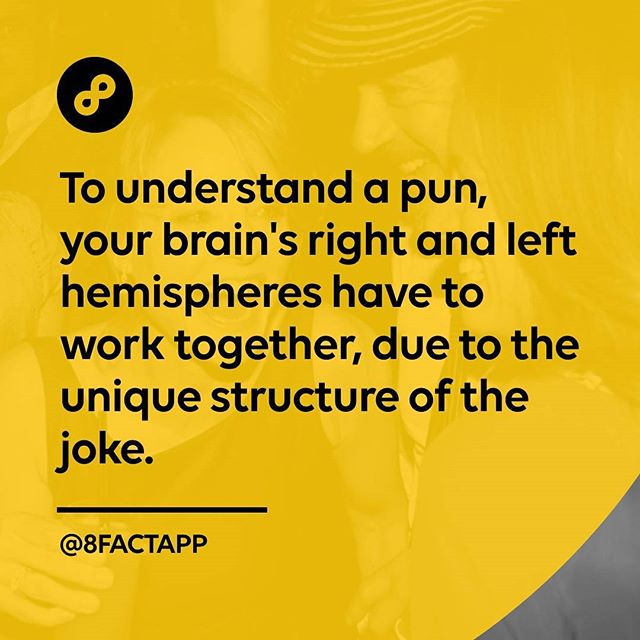 To understand a pun,
your brain's right and left
hemispheres have to
work together, due to the
unique structure of the
joke.
@8FACTAPP